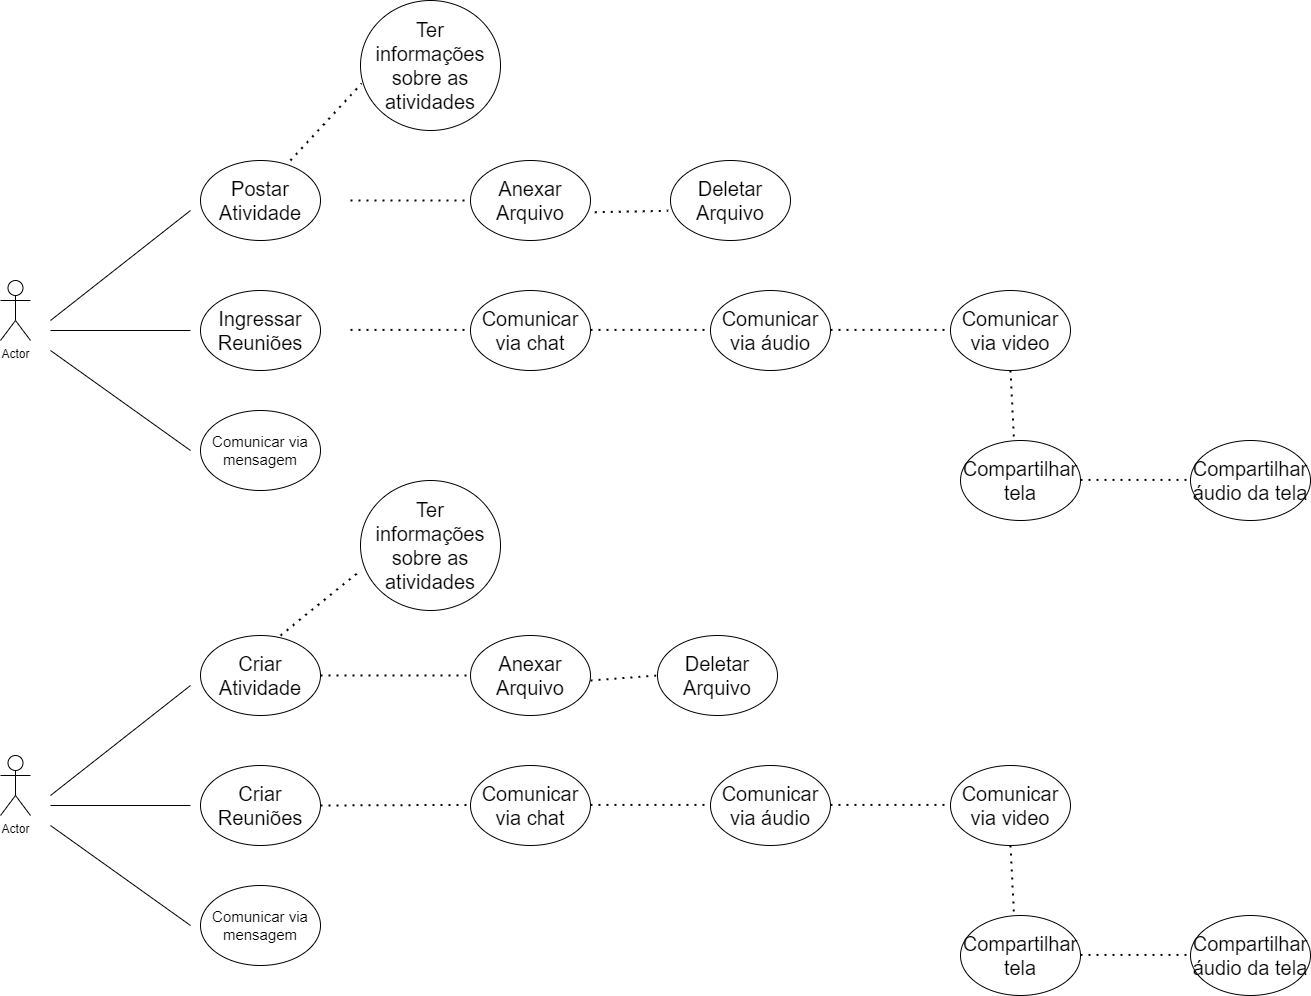 Ter
informações
sobre as
atividades
Postar
Atividade
Anexar
Arquivo
Deletar
Arquivo
Actor
Ingressar
Reuniões
Comunicar
via chat
Comunicar
via áudio
Comunicar
via video
Comunicar via
mensagem
Compartilhar
tela
Compartilhar
áudio da tela
Ter
informações
sobre as
atividades
Criar
Atividade
Anexar
Arquivo
Deletar
Arquivo
Actor
Criar
Reuniões
Comunicar
via chat
Comunicar
via áudio
Comunicar
via video
Comunicar via
mensagem
Compartilhar
tela
Compartilhar
áudio da tela